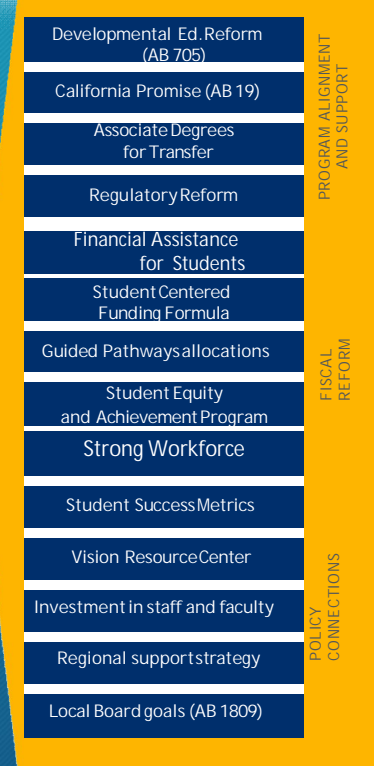 Developmental Ed. Reform
(AB 705)
California Promise (AB 19)
Associate Degrees
for Transfer
Regulatory Reform
Financial Assistance
for Students
Student Centered
Funding Formula
Guided Pathways allocations
Student Equity
and Achievement Program
Strong Workforce
Student Success Metrics
Vision Resource Center
Investment in staff and faculty
Regional support strategy
Local Board goals (AB 1809)
PROGRAM ALIGNMENT
AND SUPPORT
FISCAL
REFORM
POLICY
CONNECTIONS